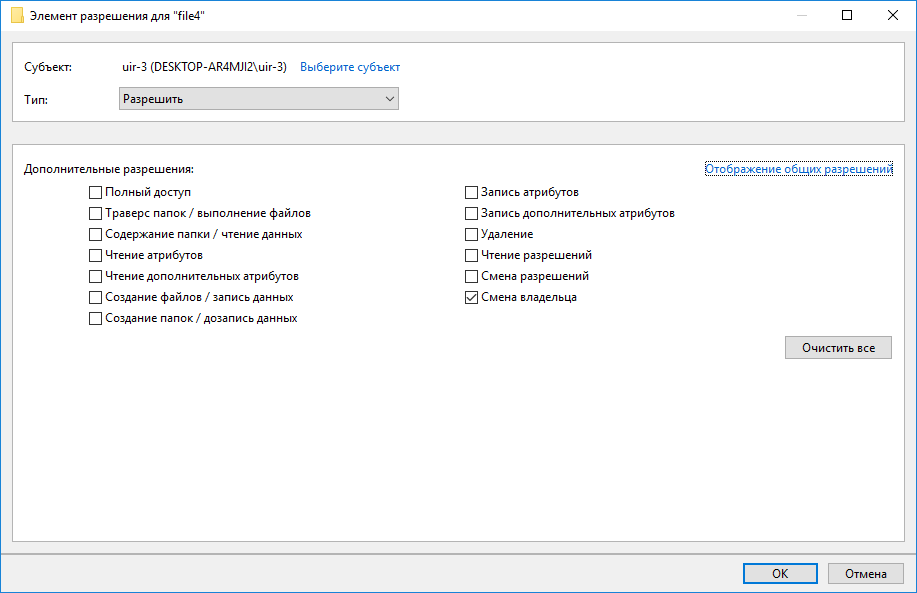 Элемент разрешения для "file4"
Субъект: uir-3 (DESKTOP-AR4MJI2\uir-3) Выберите субъект
Тип: Разрешить
Дополнительные разрешения: Отображение общих разрешений
Полный доступ
Траверс папок / выполнение файлов
Содержание папки / чтение данных
Чтение атрибутов
Чтение дополнительных атрибутов
Создание файлов / запись данных
Создание папок / дозапись данных
Запись атрибутов
Запись дополнительных атрибутов
Удаление
Чтение разрешений
Смена разрешений
Смена владельца
Очистить все
ОК Отмена